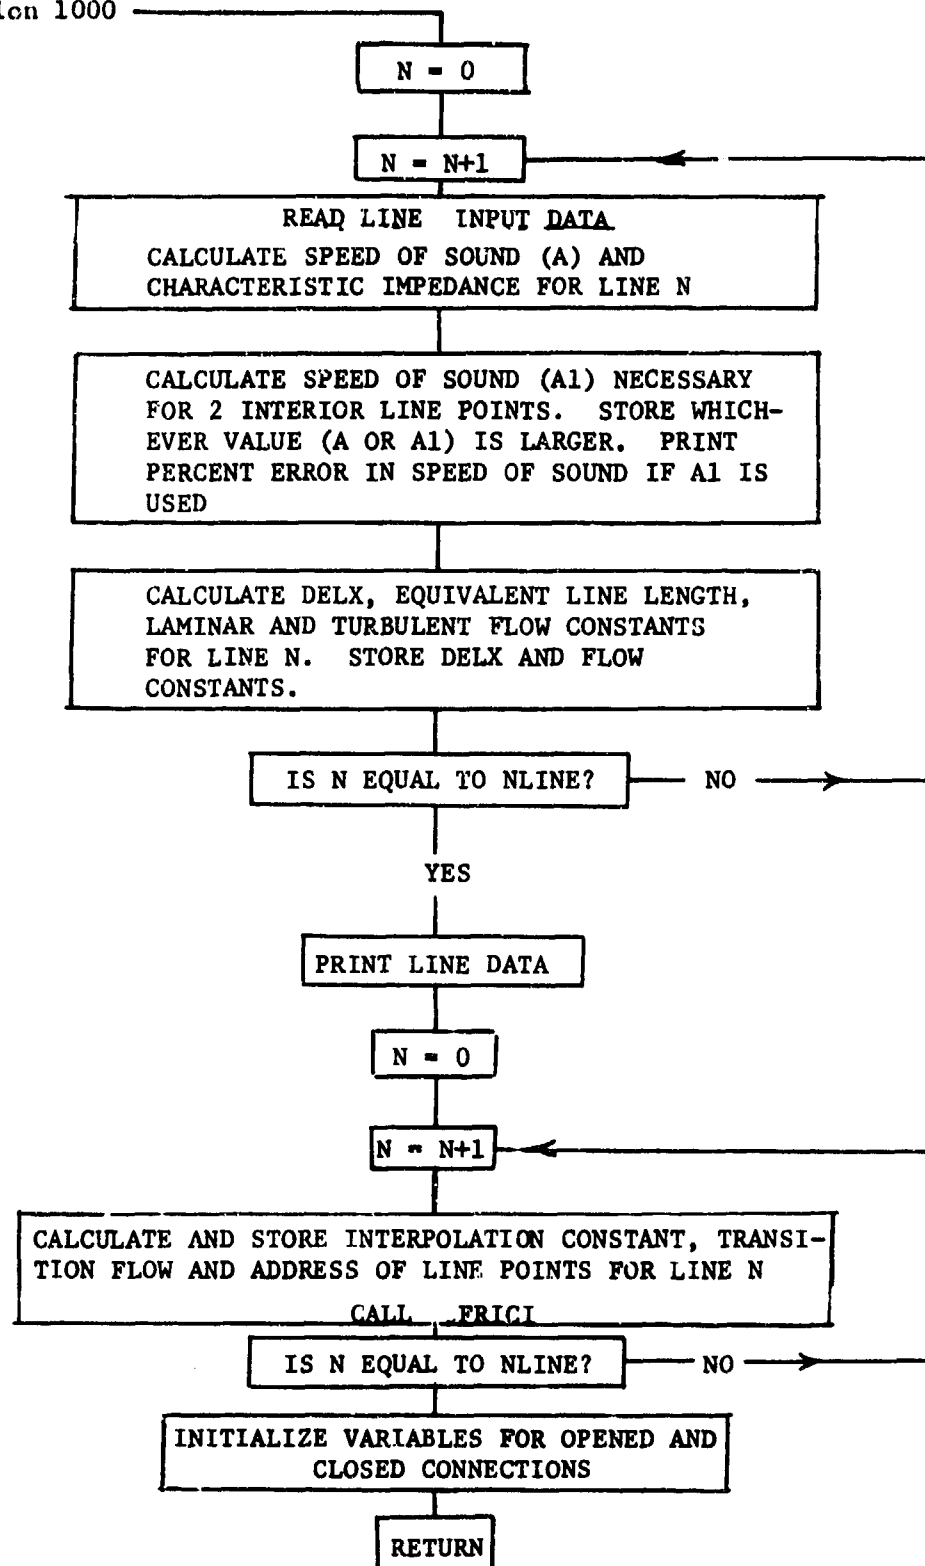 ion 1000
N = 0
N = N+1
READ LINE INPUT DATA
CALCULATE SPEED OF SOUND (A) AND
CHARACTERISTIC IMPEDANCE FOR LINE N
CALCULATE SPEED OF SOUND (A1) NECESSARY
FOR 2 INTERIOR LINE POINTS. STORE WHICH-
EVER VALUE (A OR A1) IS LARGER. PRINT
PERCENT ERROR IN SPEED OF SOUND IF A1 IS
USED
CALCULATE DELX, EQUIVALENT LINE LENGTH,
LAMINAR AND TURBULENT FLOW CONSTANTS
FOR LINE N. STORE DELX AND FLOW
CONSTANTS.
IS N EQUAL TO NLINE?
NO
YES
PRINT LINE DATA
N = 0
N = N+1
CALCULATE AND STORE INTERPOLATION CONSTANT, TRANSI-
TION FLOW AND ADDRESS OF LINE POINTS FOR LINE N
CALL FRICI
IS N EQUAL TO NLINE?
NO
INITIALIZE VARIABLES FOR OPENED AND
CLOSED CONNECTIONS
RETURN